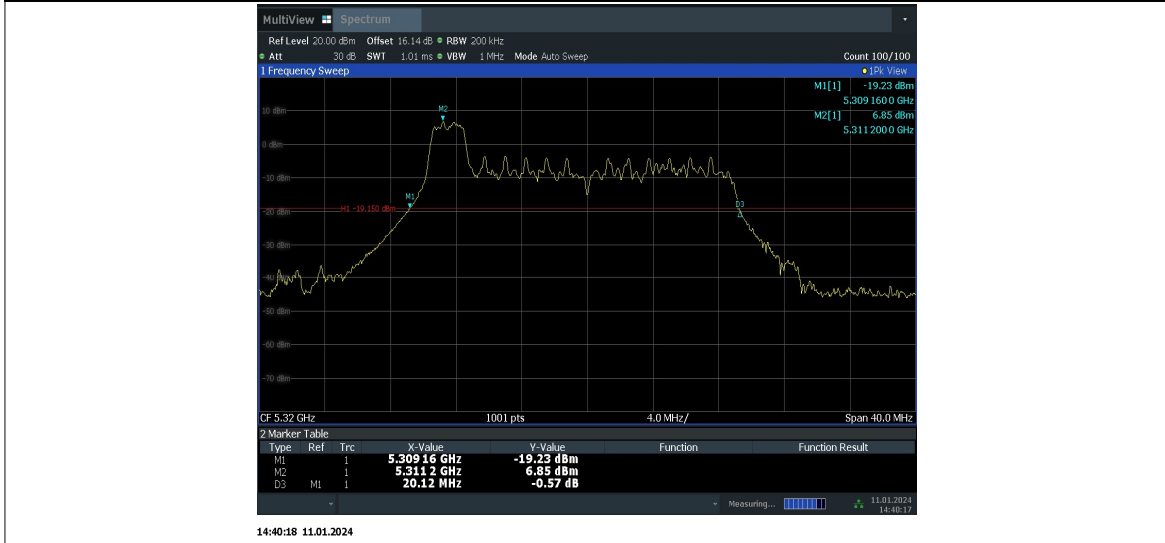 MultiView Spectrum
Ref Level 20.00 dBm Offset 16.14 dB RBW 200 kHz
Att 30 dB SWT 1.01 ms VBW 1 MHz Mode Auto Sweep Count 100/100
1 Frequency Sweep 1Pk View
M1[1] -19.23 dBm
5.309 160 0 GHz
M2[1] 6.85 dBm
5.311 200 0 GHz
10 dBm
M2
0 dBm
-10 dBm
M1
H1 -19.150 dBm
D3
-20 dBm
-30 dBm
-50 dBm
-60 dBm
-70 dBm
CF 5.32 GHz 1001 pts 4.0 MHz/ Span 40.0 MHz
2 Marker Table
Type Ref Trc X-Value Y-Value Function Function Result
M1 1 5.309 16 GHz -19.23 dBm
M2 1 5.311 2 GHz 6.85 dBm
D3 M1 1 20.12 MHz -0.57 dB
Measuring... 11.01.2024
14:40:17
14:40:18 11.01.2024